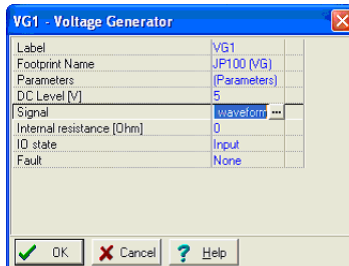 VG1 - Voltage Generator
Label VG1
Footprint Name JP100 (VG)
Parameters (Parameters)
DC Level [V] 5
Signal waveform ...
Internal resistance [Ohm] 0
IO state Input
Fault None
OK Cancel ? Help